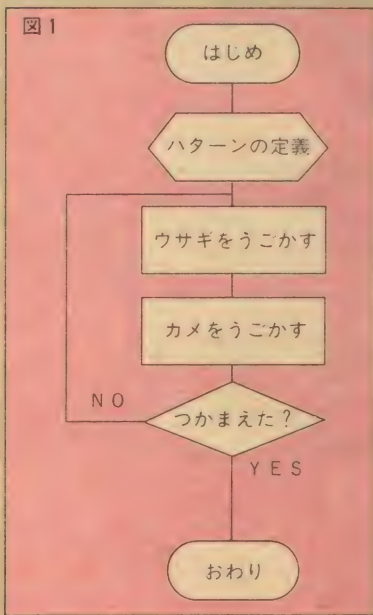 図1
はじめ
パターンの定義
ウサギをうごかす
カメをうごかす
つかまえた?
NO
YES
おわり